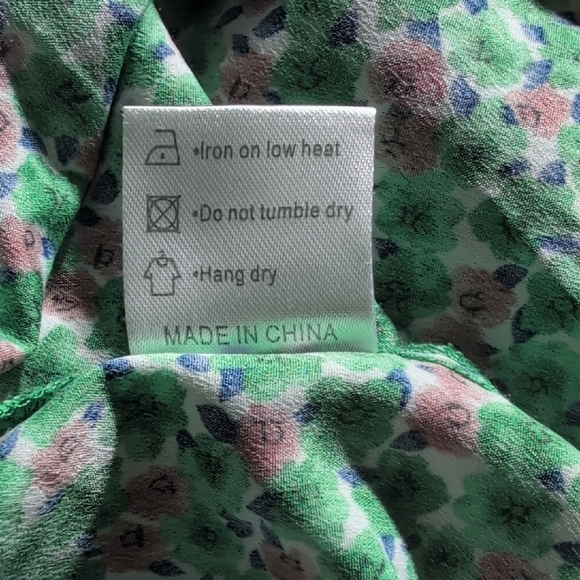 •Iron on low heat
•Do not tumble dry
•Hang dry
MADE IN CHINA